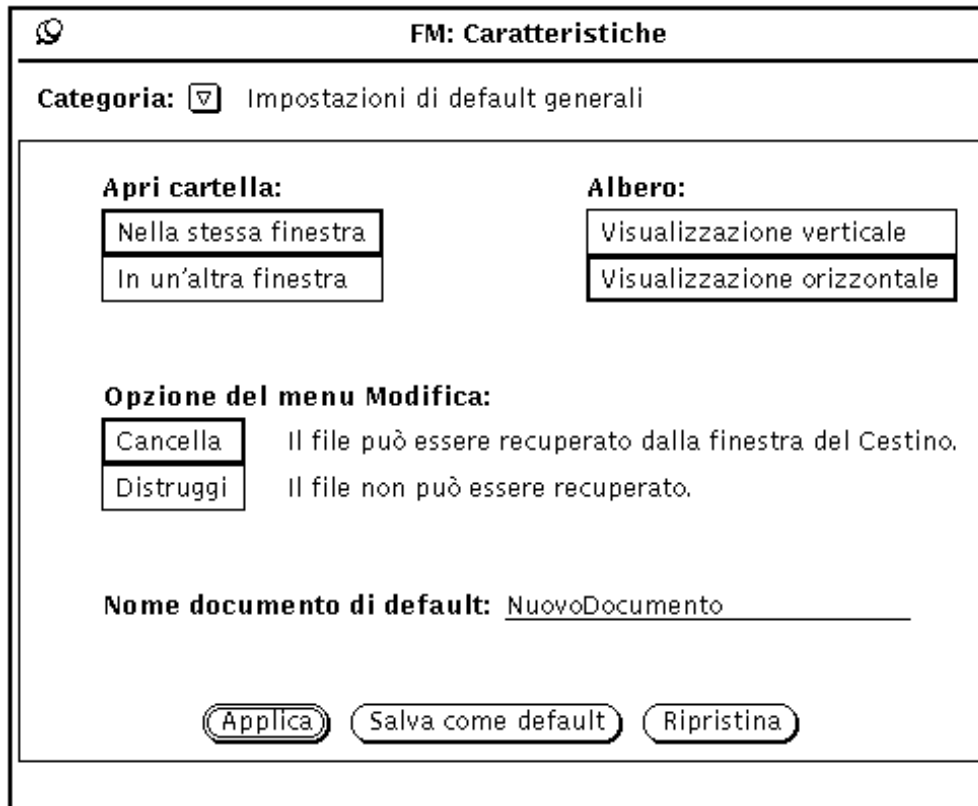 FM: Caratteristiche
Categoria: Impostazioni di default generali
Apri cartella:
Nella stessa finestra
In un'altra finestra
Albero:
Visualizzazione verticale
Visualizzazione orizzontale
Opzione del menu Modifica:
Cancella Il file può essere recuperato dalla finestra del Cestino.
Distruggi Il file non può essere recuperato.
Nome documento di default: NuovoDocumento
Applica Salva come default Ripristina